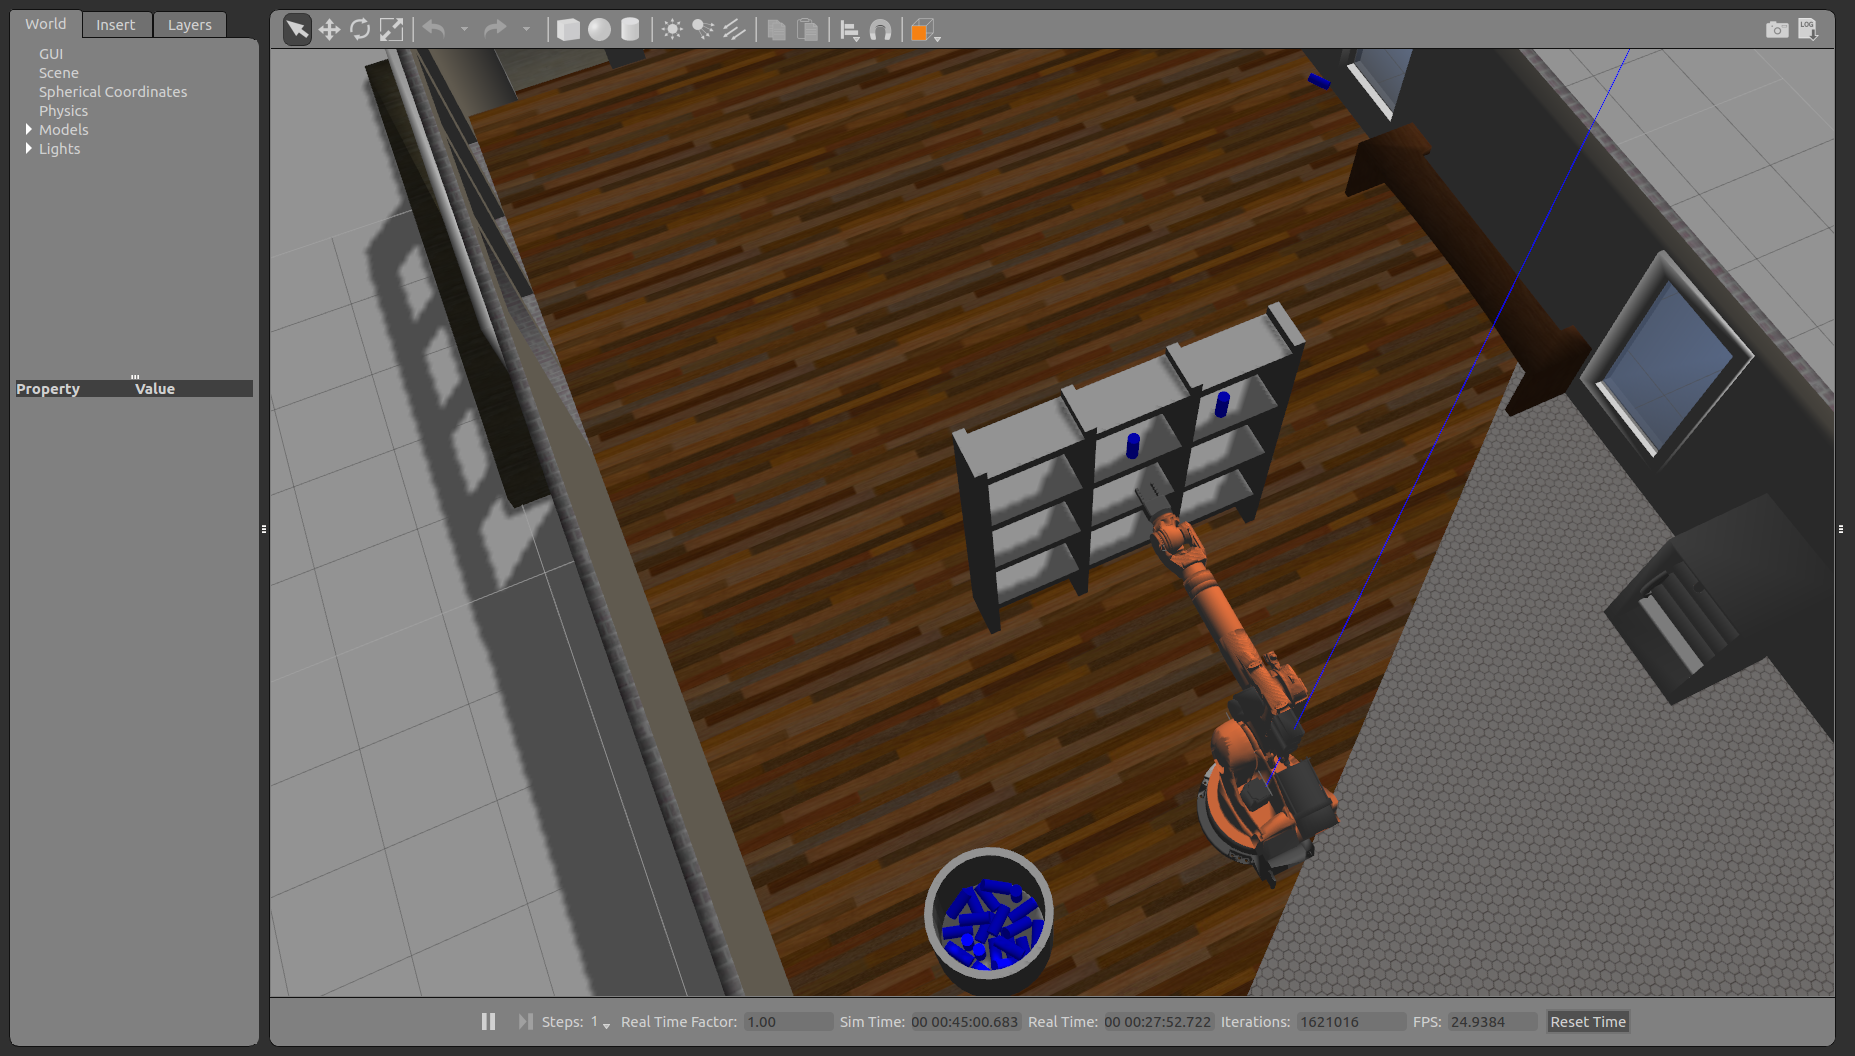 World Insert Layers
GUI
Scene
Spherical Coordinates
Physics
Models
Lights
Property Value
LOG
Steps: 1 Real Time Factor: 1.00 Sim Time: 00 00:45:00.683 Real Time: 00 00:27:52.722 Iterations: 1621016 FPS: 24.9384 Reset Time